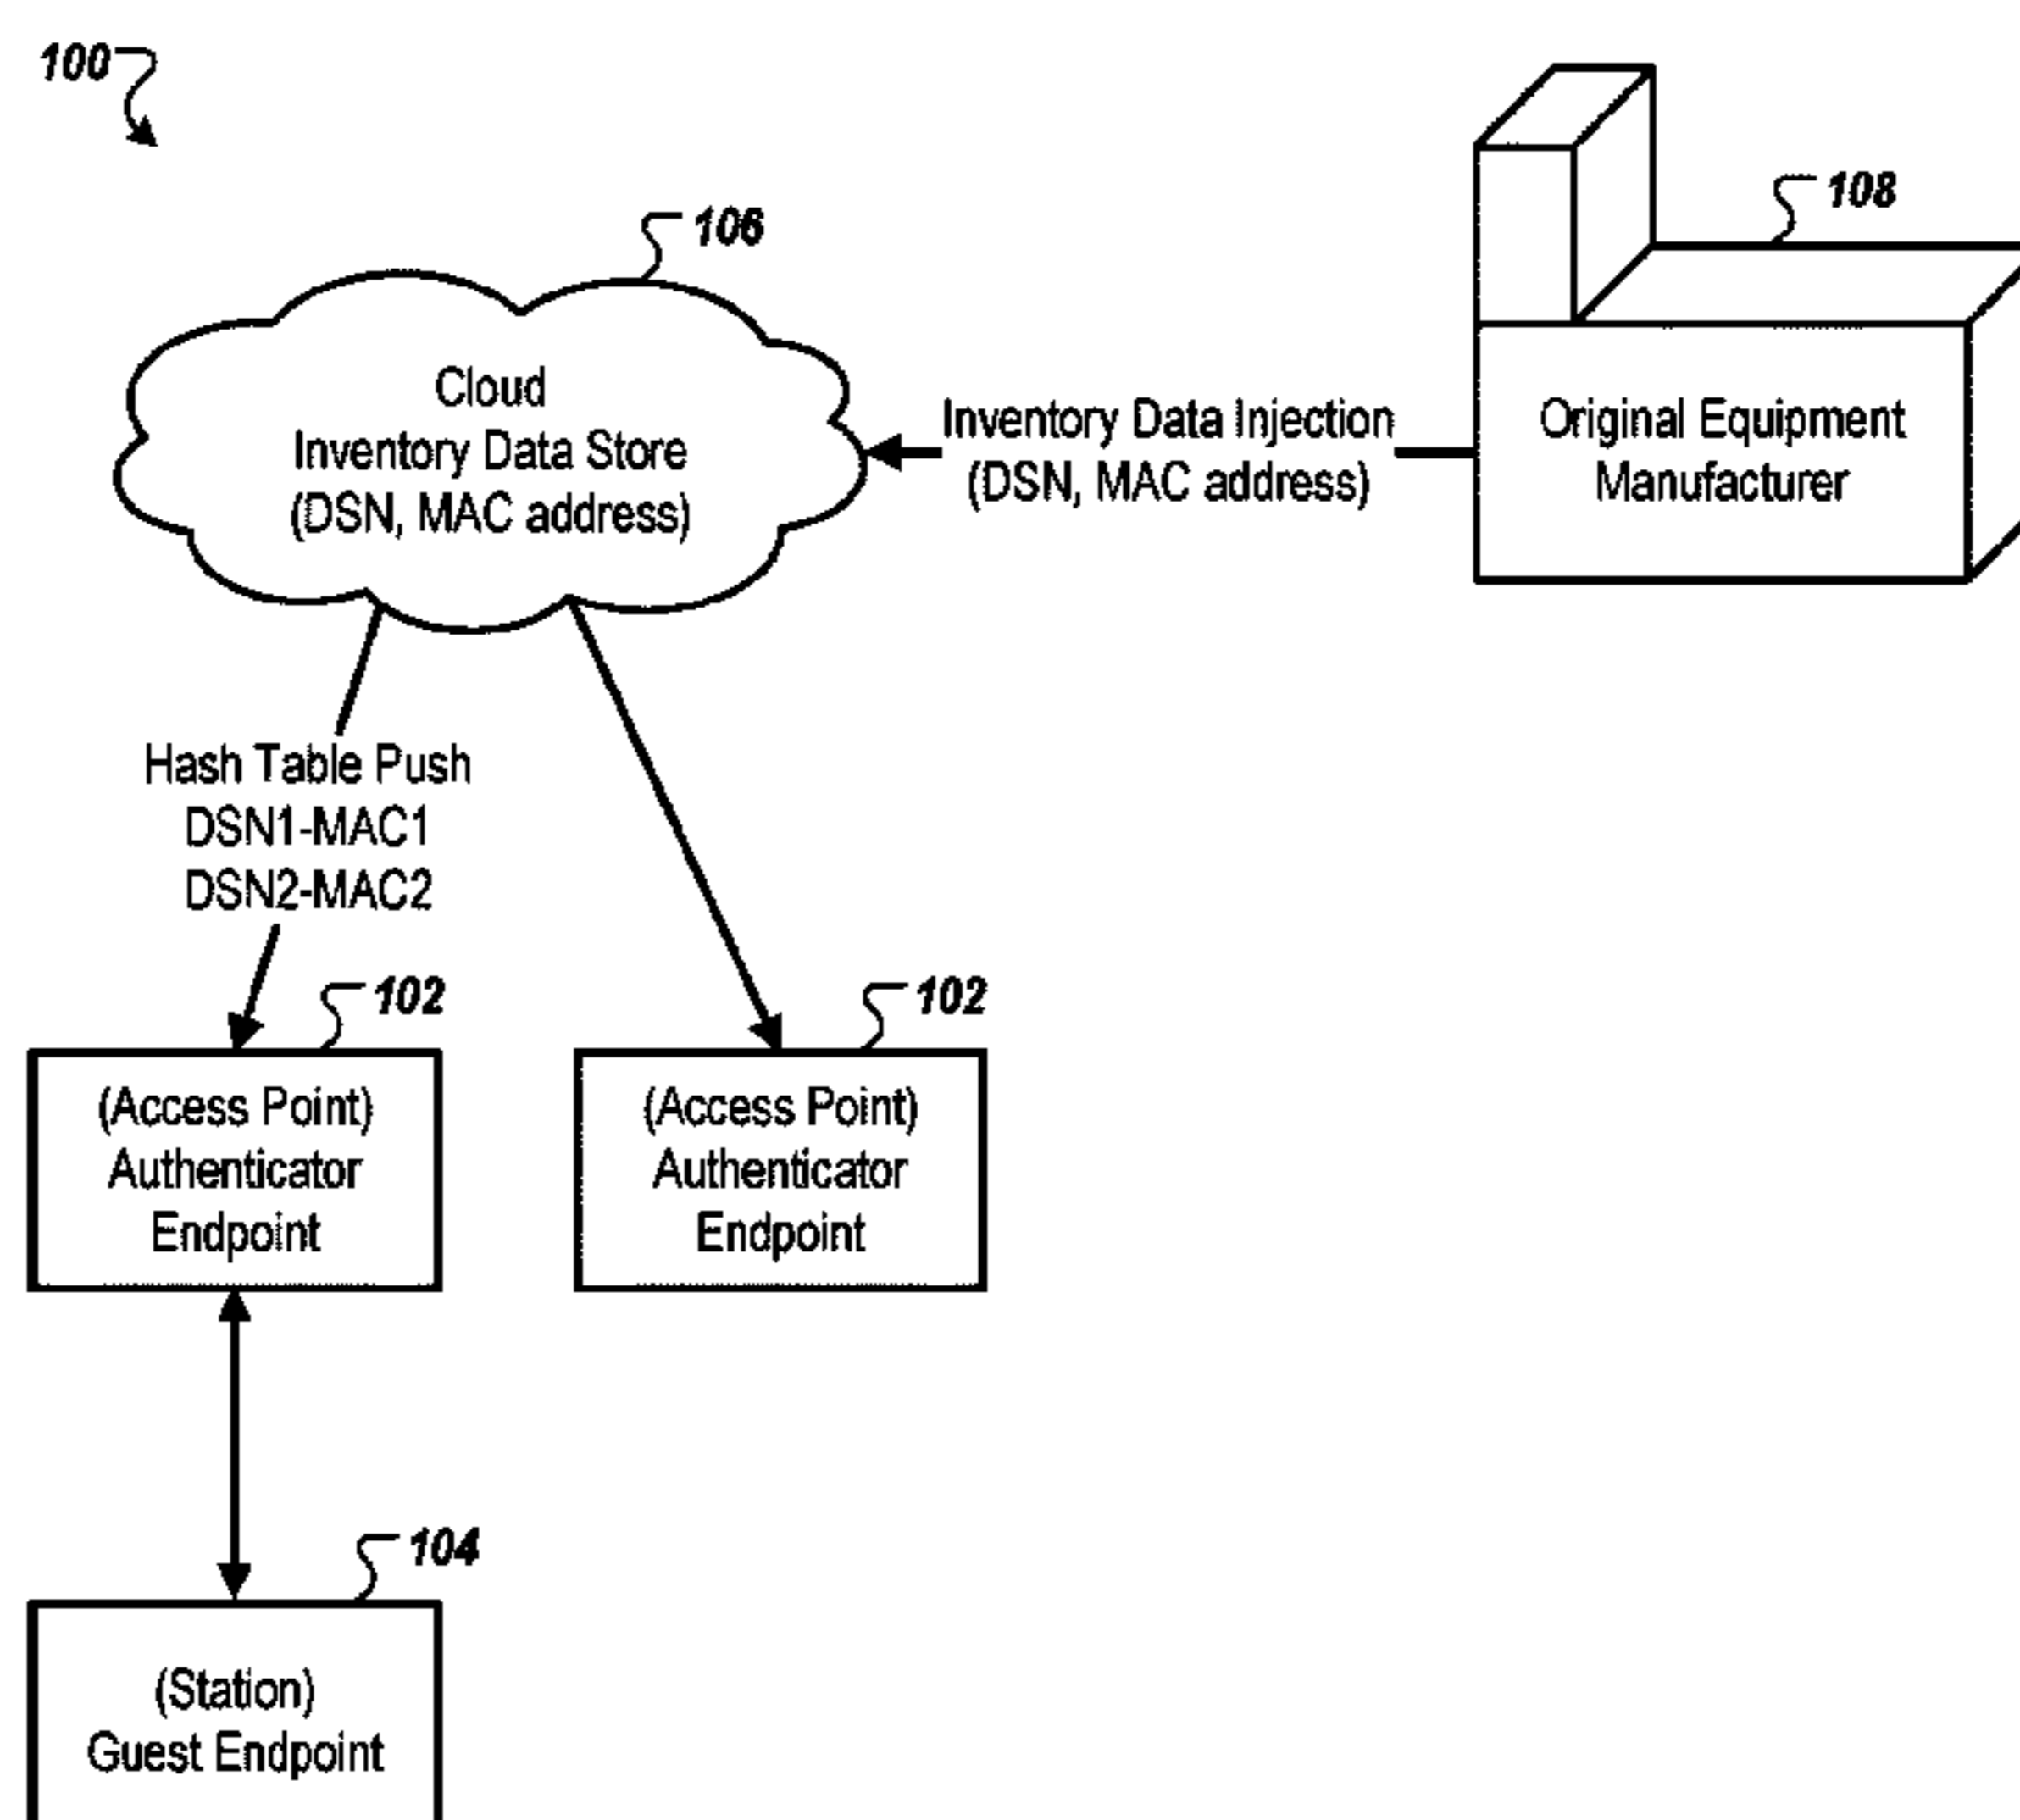 100
106
108
Cloud
Inventory Data Store
(DSN, MAC address)
Inventory Data Injection
(DSN, MAC address)
Original Equipment
Manufacturer
Hash Table Push
DSN1-MAC1
DSN2-MAC2
102
102
(Access Point)
Authenticator
Endpoint
(Access Point)
Authenticator
Endpoint
104
(Station)
Guest Endpoint